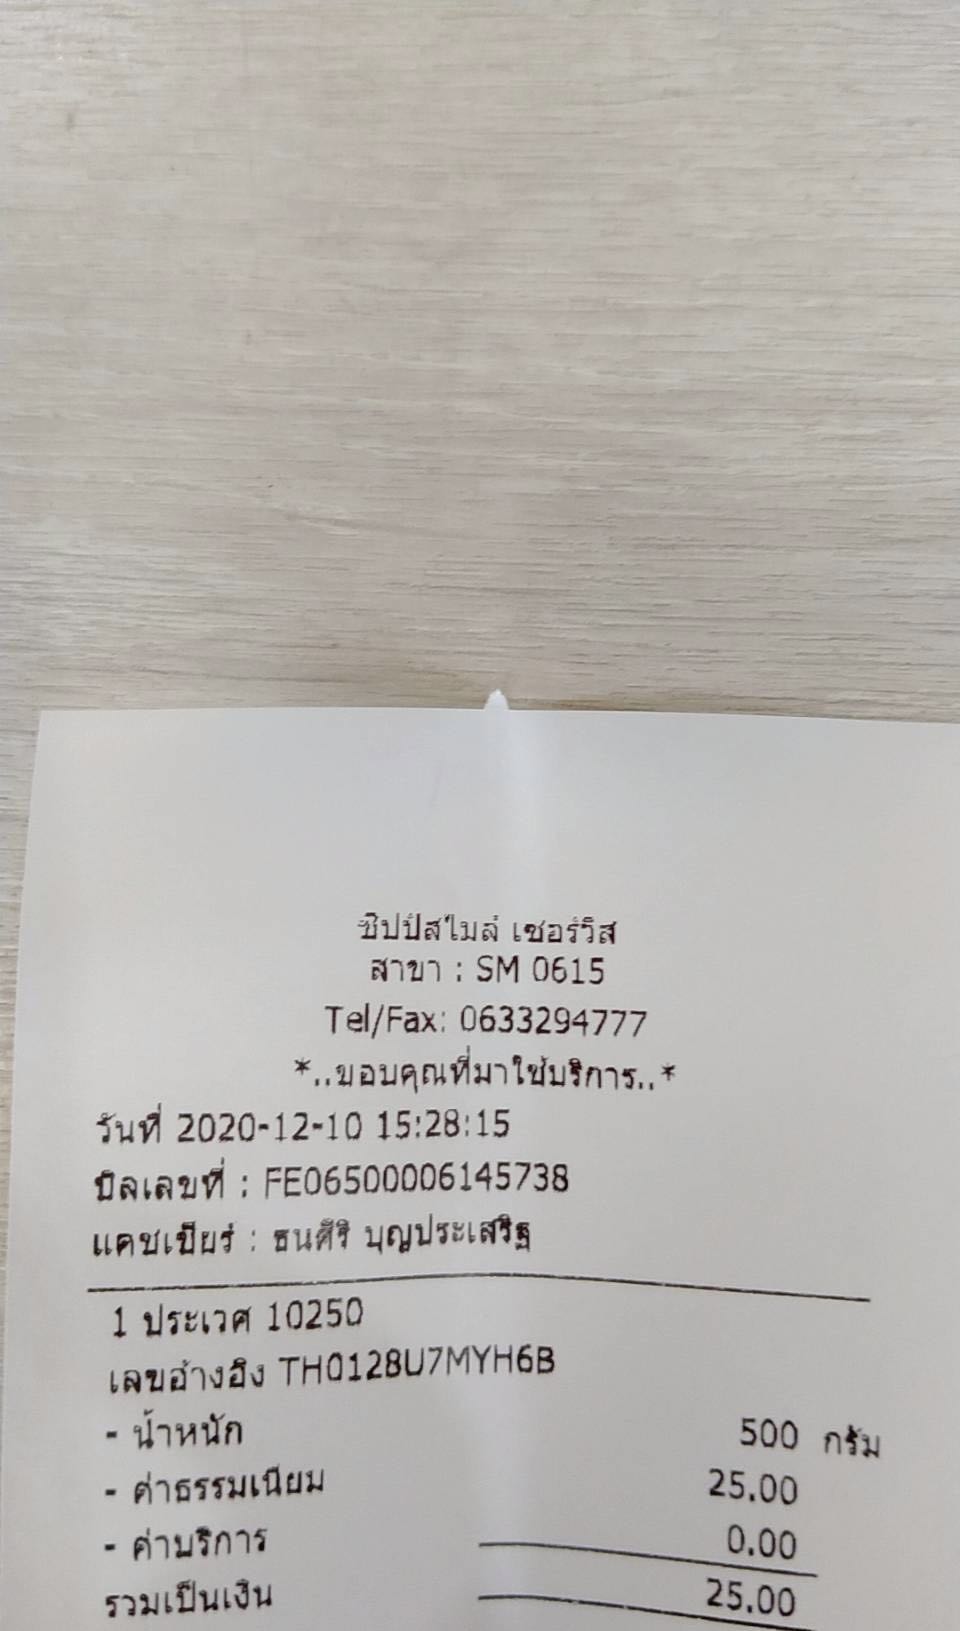 ชิปป์สไมล์ เซอร์วิส
สาขา : SM 0615
Tel/Fax: 0633294777
*..ขอบคุณที่มาใช้บริการ..*
วันที่ 2020-12-10 15:28:15
บิลเลขที่ : FE06500006145738
แคชเชียร์ : ธนศิริ บุญประเสริฐ
1 ประเวศ 10250
เลขอ้างอิง TH0128U7MYH6B
- น้ำหนัก 500 กรัม
- ค่าธรรมเนียม 25.00
- ค่าบริการ 0.00
รวมเป็นเงิน 25.00